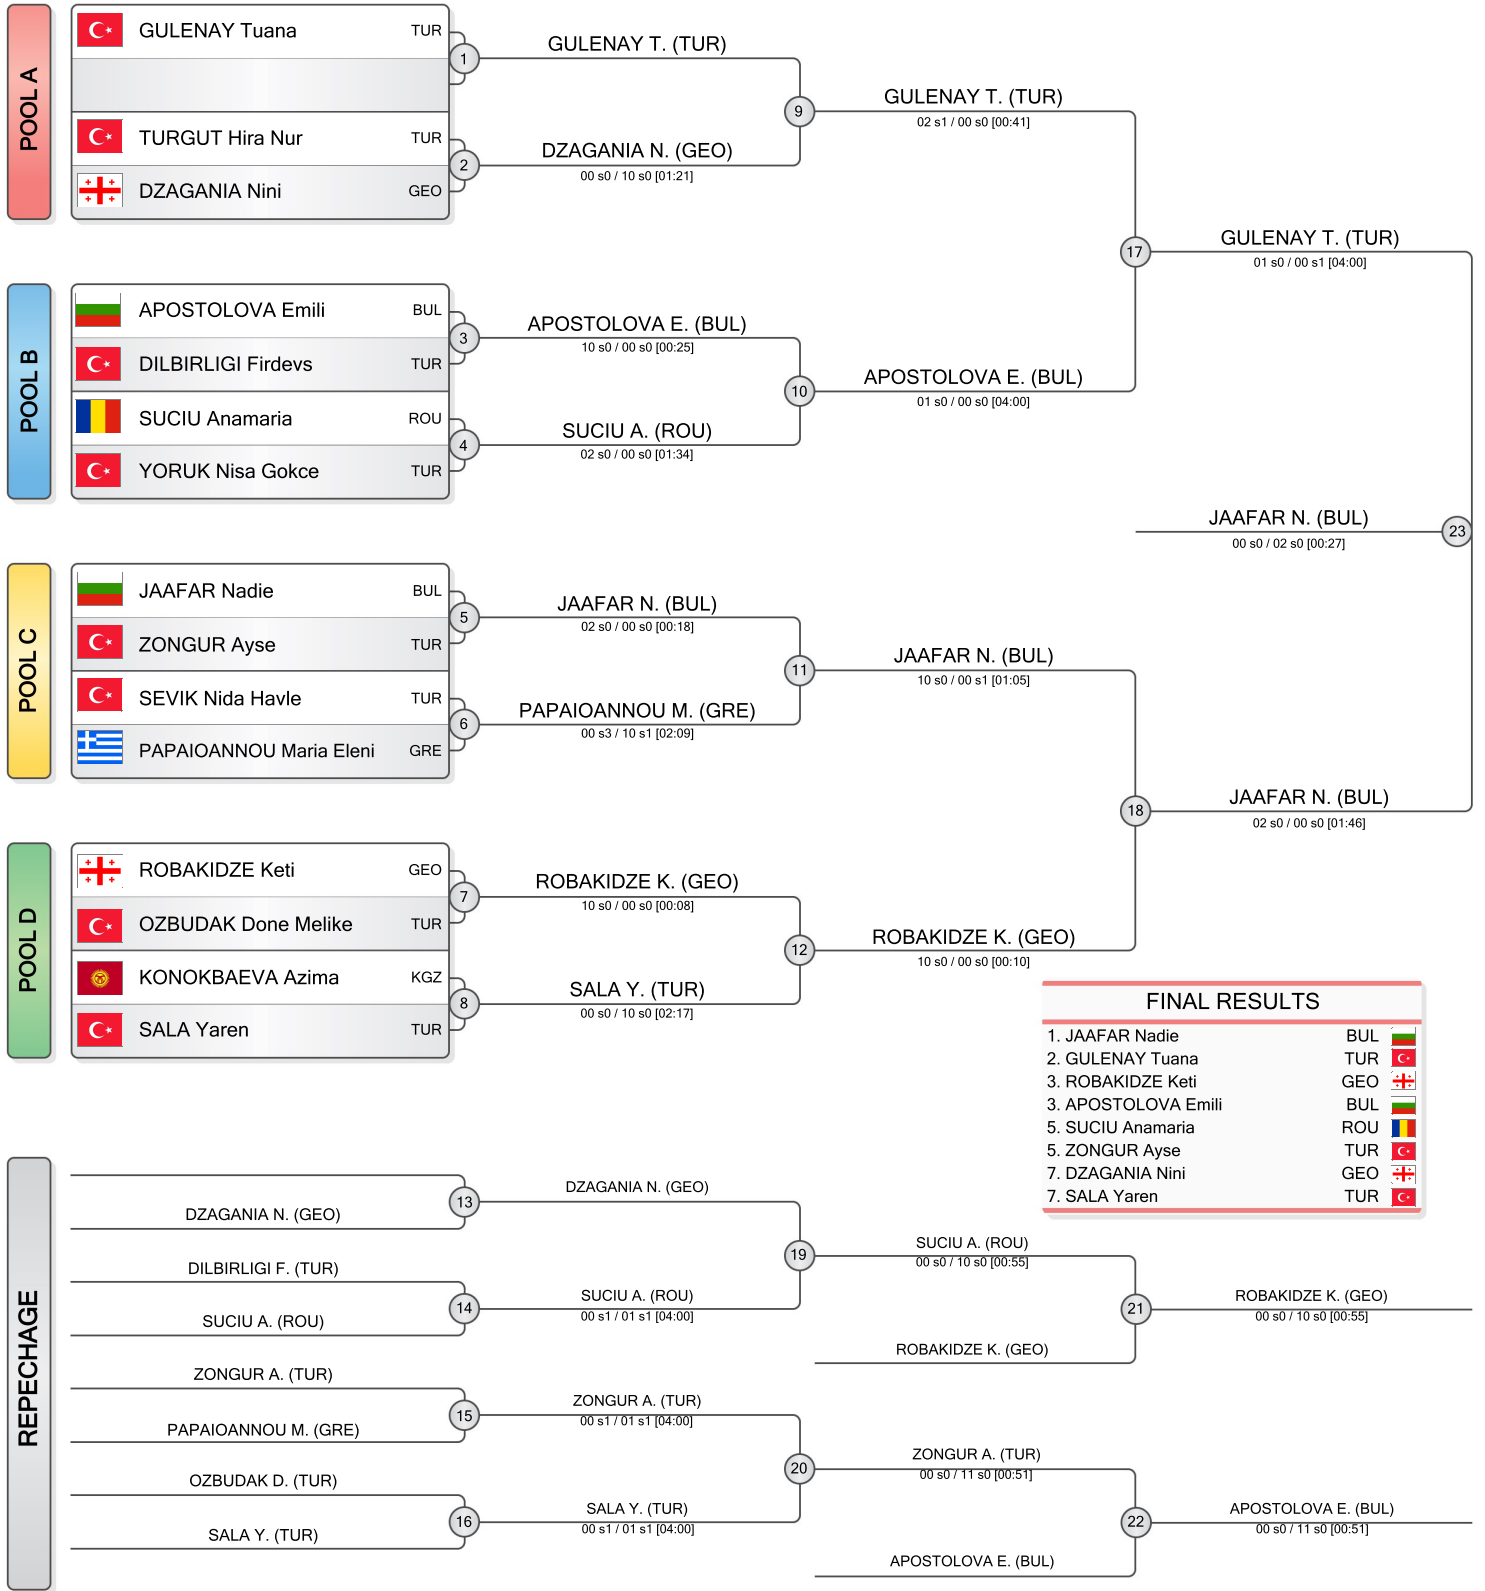 POOL A
GULENAY Tuana TUR
TURGUT Hira Nur TUR
DZAGANIA Nini GEO
1
2
GULENAY T. (TUR)
DZAGANIA N. (GEO)
00 s0 / 10 s0 [01:21]
9
GULENAY T. (TUR)
02 s1 / 00 s0 [00:41]
POOL B
APOSTOLOVA Emili BUL
DILBIRLIGI Firdevs TUR
SUCIU Anamaria ROU
YORUK Nisa Gokce TUR
3
4
APOSTOLOVA E. (BUL)
10 s0 / 00 s0 [00:25]
SUCIU A. (ROU)
02 s0 / 00 s0 [01:34]
10
APOSTOLOVA E. (BUL)
01 s0 / 00 s0 [04:00]
17
GULENAY T. (TUR)
01 s0 / 00 s1 [04:00]
JAAFAR N. (BUL)
00 s0 / 02 s0 [00:27]
23
POOL C
JAAFAR Nadie BUL
ZONGUR Ayse TUR
SEVIK Nida Havle TUR
PAPAIOANNOU Maria Eleni GRE
5
6
JAAFAR N. (BUL)
02 s0 / 00 s0 [00:18]
PAPAIOANNOU M. (GRE)
00 s3 / 10 s1 [02:09]
11
JAAFAR N. (BUL)
10 s0 / 00 s1 [01:05]
18
JAAFAR N. (BUL)
02 s0 / 00 s0 [01:46]
POOL D
ROBAKIDZE Keti GEO
OZBUDAK Done Melike TUR
KONOKBAEVA Azima KGZ
SALA Yaren TUR
7
8
ROBAKIDZE K. (GEO)
10 s0 / 00 s0 [00:08]
SALA Y. (TUR)
00 s0 / 10 s0 [02:17]
12
ROBAKIDZE K. (GEO)
10 s0 / 00 s0 [00:10]
FINAL RESULTS
1. JAAFAR Nadie BUL
2. GULENAY Tuana TUR
3. ROBAKIDZE Keti GEO
3. APOSTOLOVA Emili BUL
5. SUCIU Anamaria ROU
5. ZONGUR Ayse TUR
7. DZAGANIA Nini GEO
7. SALA Yaren TUR
REPECHAGE
DZAGANIA N. (GEO)
13
DZAGANIA N. (GEO)
DILBIRLIGI F. (TUR)
SUCIU A. (ROU)
14
SUCIU A. (ROU)
00 s1 / 01 s1 [04:00]
19
SUCIU A. (ROU)
00 s0 / 10 s0 [00:55]
ROBAKIDZE K. (GEO)
21
ROBAKIDZE K. (GEO)
00 s0 / 10 s0 [00:55]
ZONGUR A. (TUR)
PAPAIOANNOU M. (GRE)
15
ZONGUR A. (TUR)
00 s1 / 01 s1 [04:00]
OZBUDAK D. (TUR)
SALA Y. (TUR)
16
SALA Y. (TUR)
00 s1 / 01 s1 [04:00]
20
ZONGUR A. (TUR)
00 s0 / 11 s0 [00:51]
APOSTOLOVA E. (BUL)
22
APOSTOLOVA E. (BUL)
00 s0 / 11 s0 [00:51]